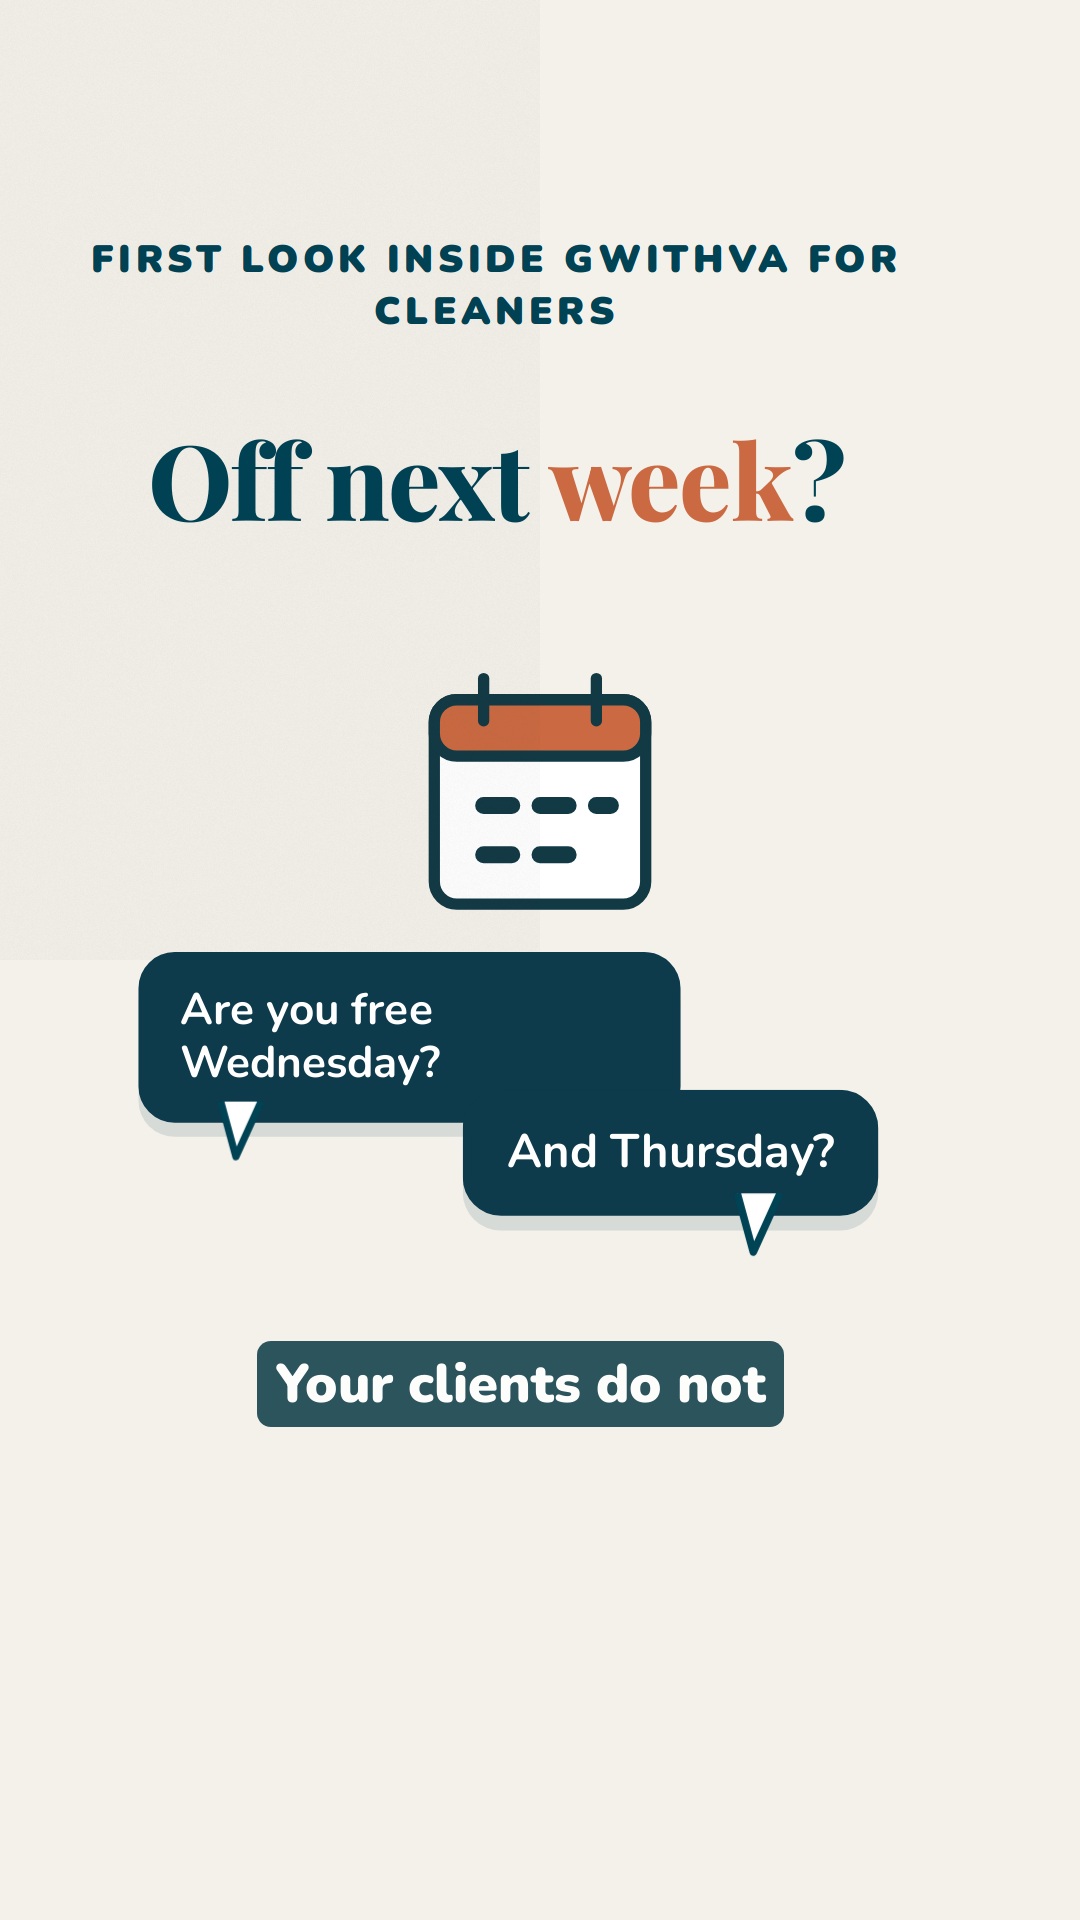 FIRST LOOK INSIDE GWITHVA FOR
CLEANERS
Off next week?
Are you free
Wednesday?
And Thursday?
Your clients do not